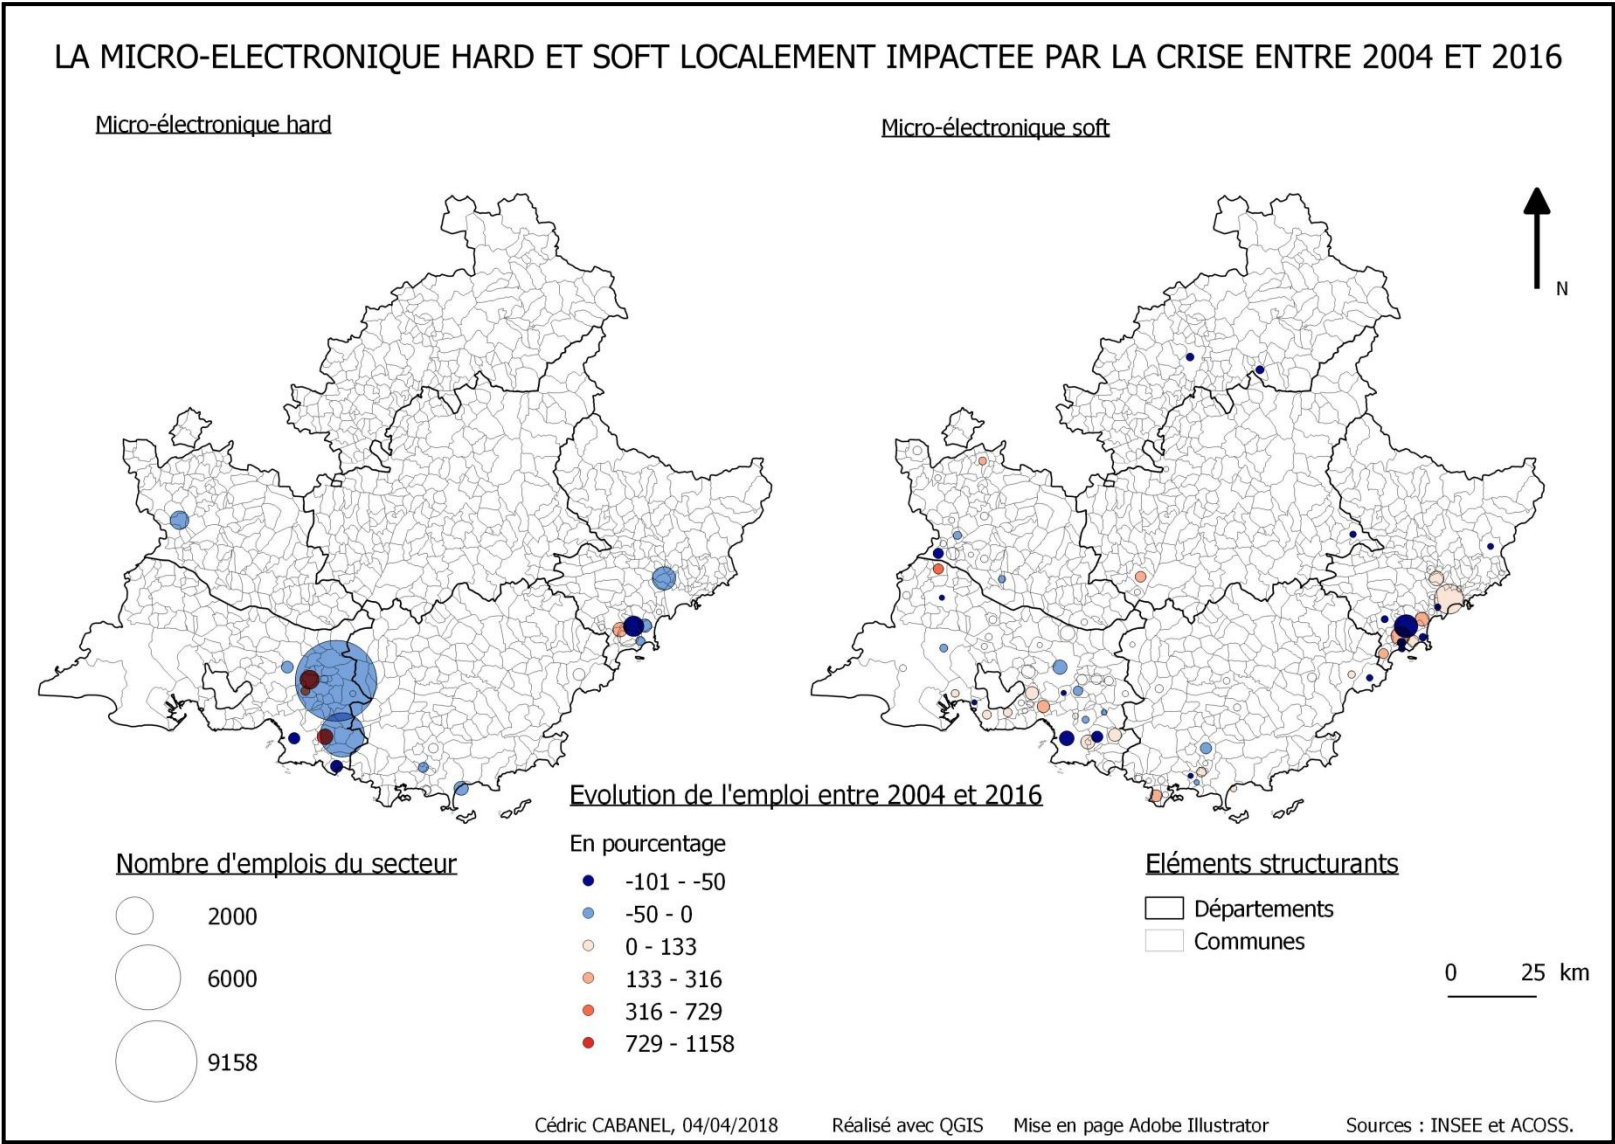 LA MICRO-ELECTRONIQUE HARD ET SOFT LOCALEMENT IMPACTEE PAR LA CRISE ENTRE 2004 ET 2016
Micro-électronique hard
Micro-électronique soft
N
Evolution de l'emploi entre 2004 et 2016
En pourcentage
-101 - -50
-50 - 0
0 - 133
133 - 316
316 - 729
729 - 1158
Nombre d'emplois du secteur
2000
6000
9158
Eléments structurants
Départements
Communes
0 25 km
Cédric CABANEL, 04/04/2018 Réalisé avec QGIS Mise en page Adobe Illustrator Sources : INSEE et ACOSS.